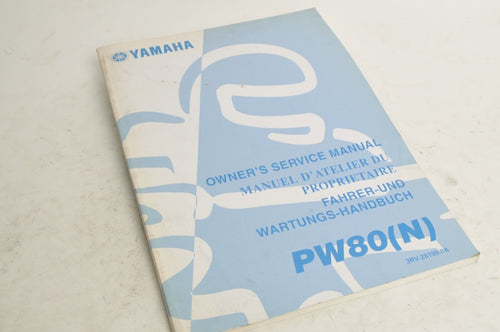 YAMAHA
OWNER'S SERVICE MANUAL
MANUEL D'ATELIER DU
PROPRIETAIRE
FAHRER-UND
WARTUNGS-HANDBUCH
PW80(N)